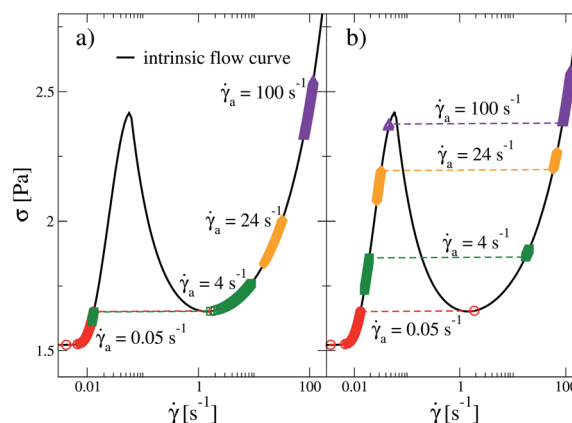 a)
intrinsic flow curve
γ̇ₐ = 100 s⁻¹
γ̇ₐ = 24 s⁻¹
γ̇ₐ = 4 s⁻¹
γ̇ₐ = 0.05 s⁻¹
σ [Pa]
2.5
2
1.5
0.01
1
100
γ̇ [s⁻¹]
b)
γ̇ₐ = 100 s⁻¹
γ̇ₐ = 24 s⁻¹
γ̇ₐ = 4 s⁻¹
γ̇ₐ = 0.05 s⁻¹
0.01
1
100
γ̇ [s⁻¹]